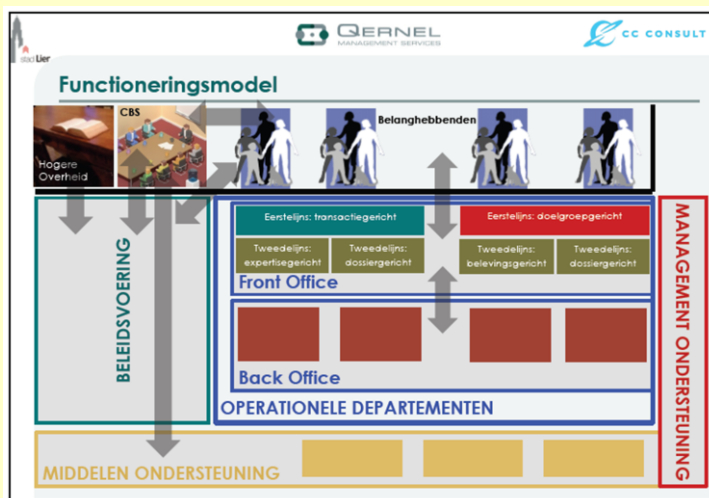 stad Lier
QERNEL
MANAGEMENT SERVICES
CC CONSULT
Functioneringsmodel
CBS
Belanghebbenden
Hogere
Overheid
Eerstelijns: transactiegericht
Eerstelijns: doelgroepgericht
Tweedelijns:
expertisegericht
Tweedelijns:
dossiergericht
Tweedelijns:
belevingsgericht
Tweedelijns:
dossiergericht
Front Office
Back Office
OPERATIONELE DEPARTEMENTEN
BELEIDSVOERING
MANAGEMENT ONDERSTEUNING
MIDDELEN ONDERSTEUNING